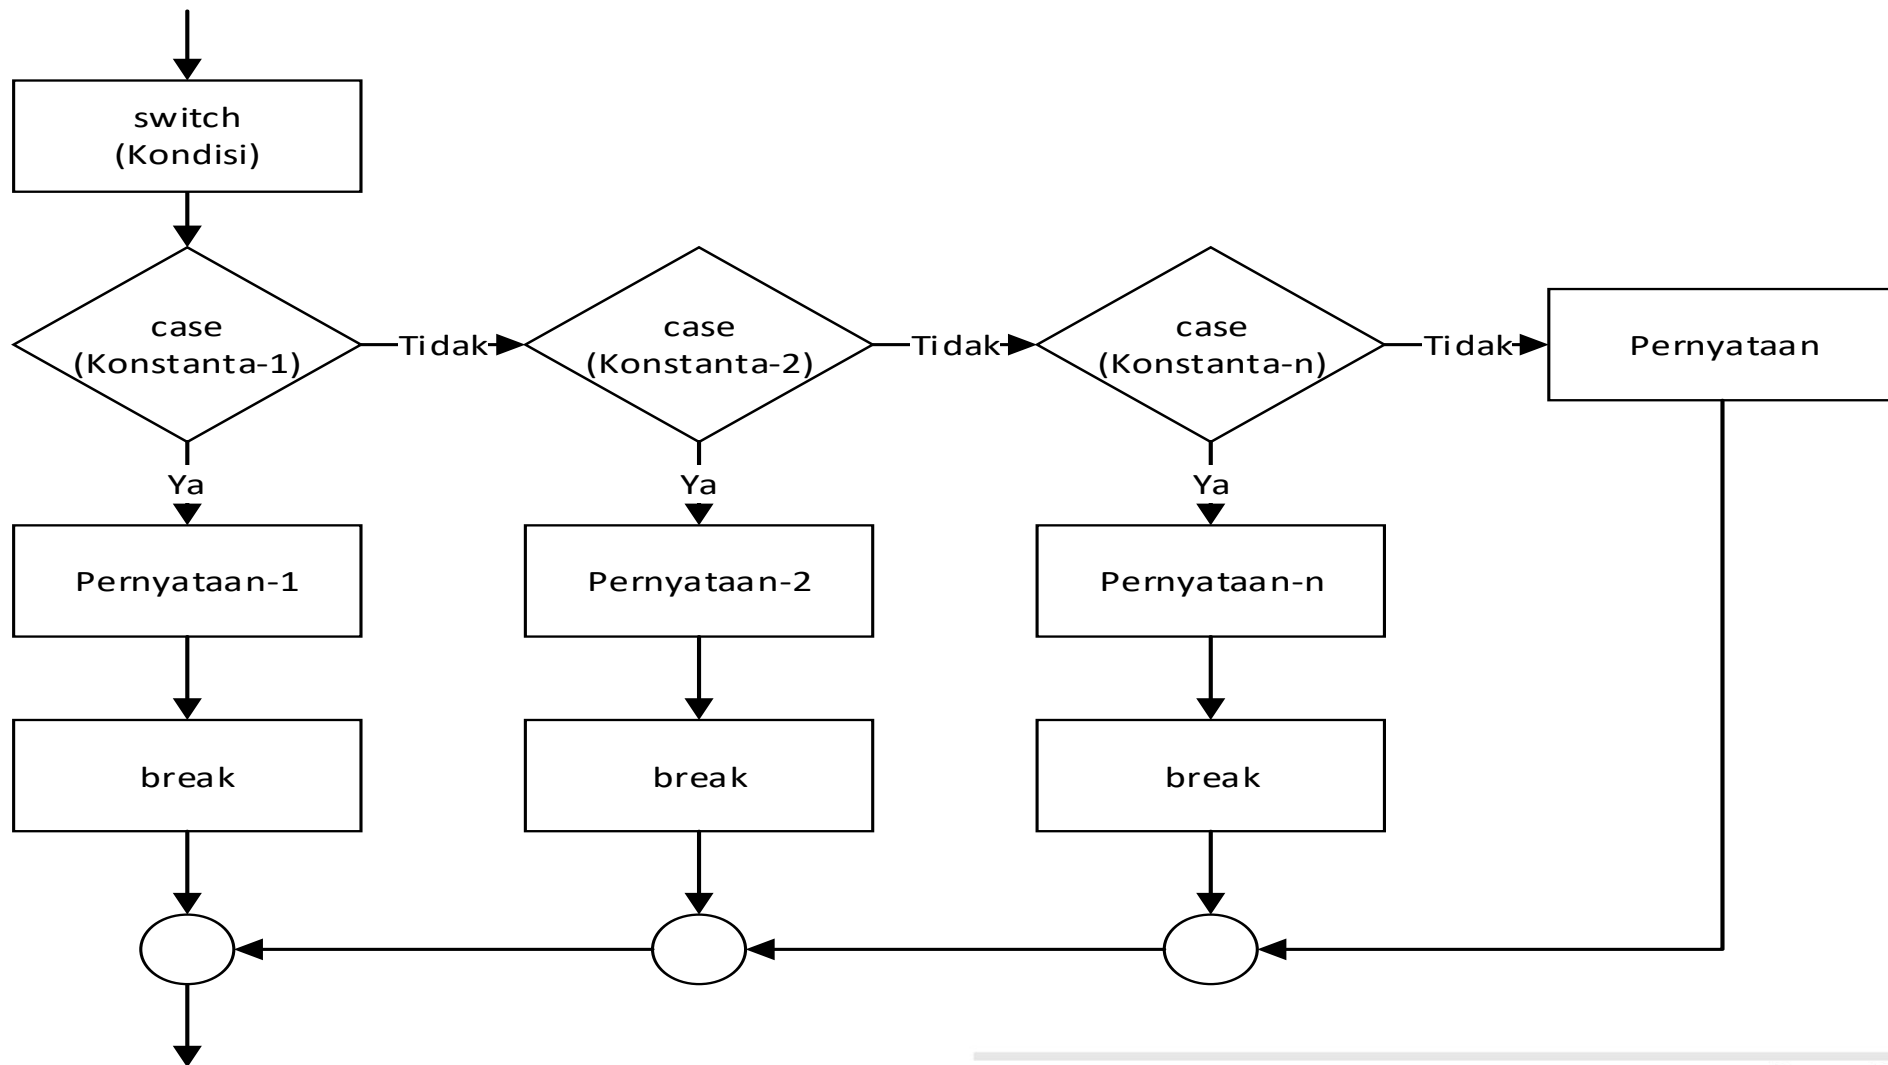 switch
(Kondisi)
case
(Konstanta-1)
Tidak
case
(Konstanta-2)
Tidak
case
(Konstanta-n)
Tidak
Pernyataan
Ya
Ya
Ya
Pernyataan-1
Pernyataan-2
Pernyataan-n
break
break
break